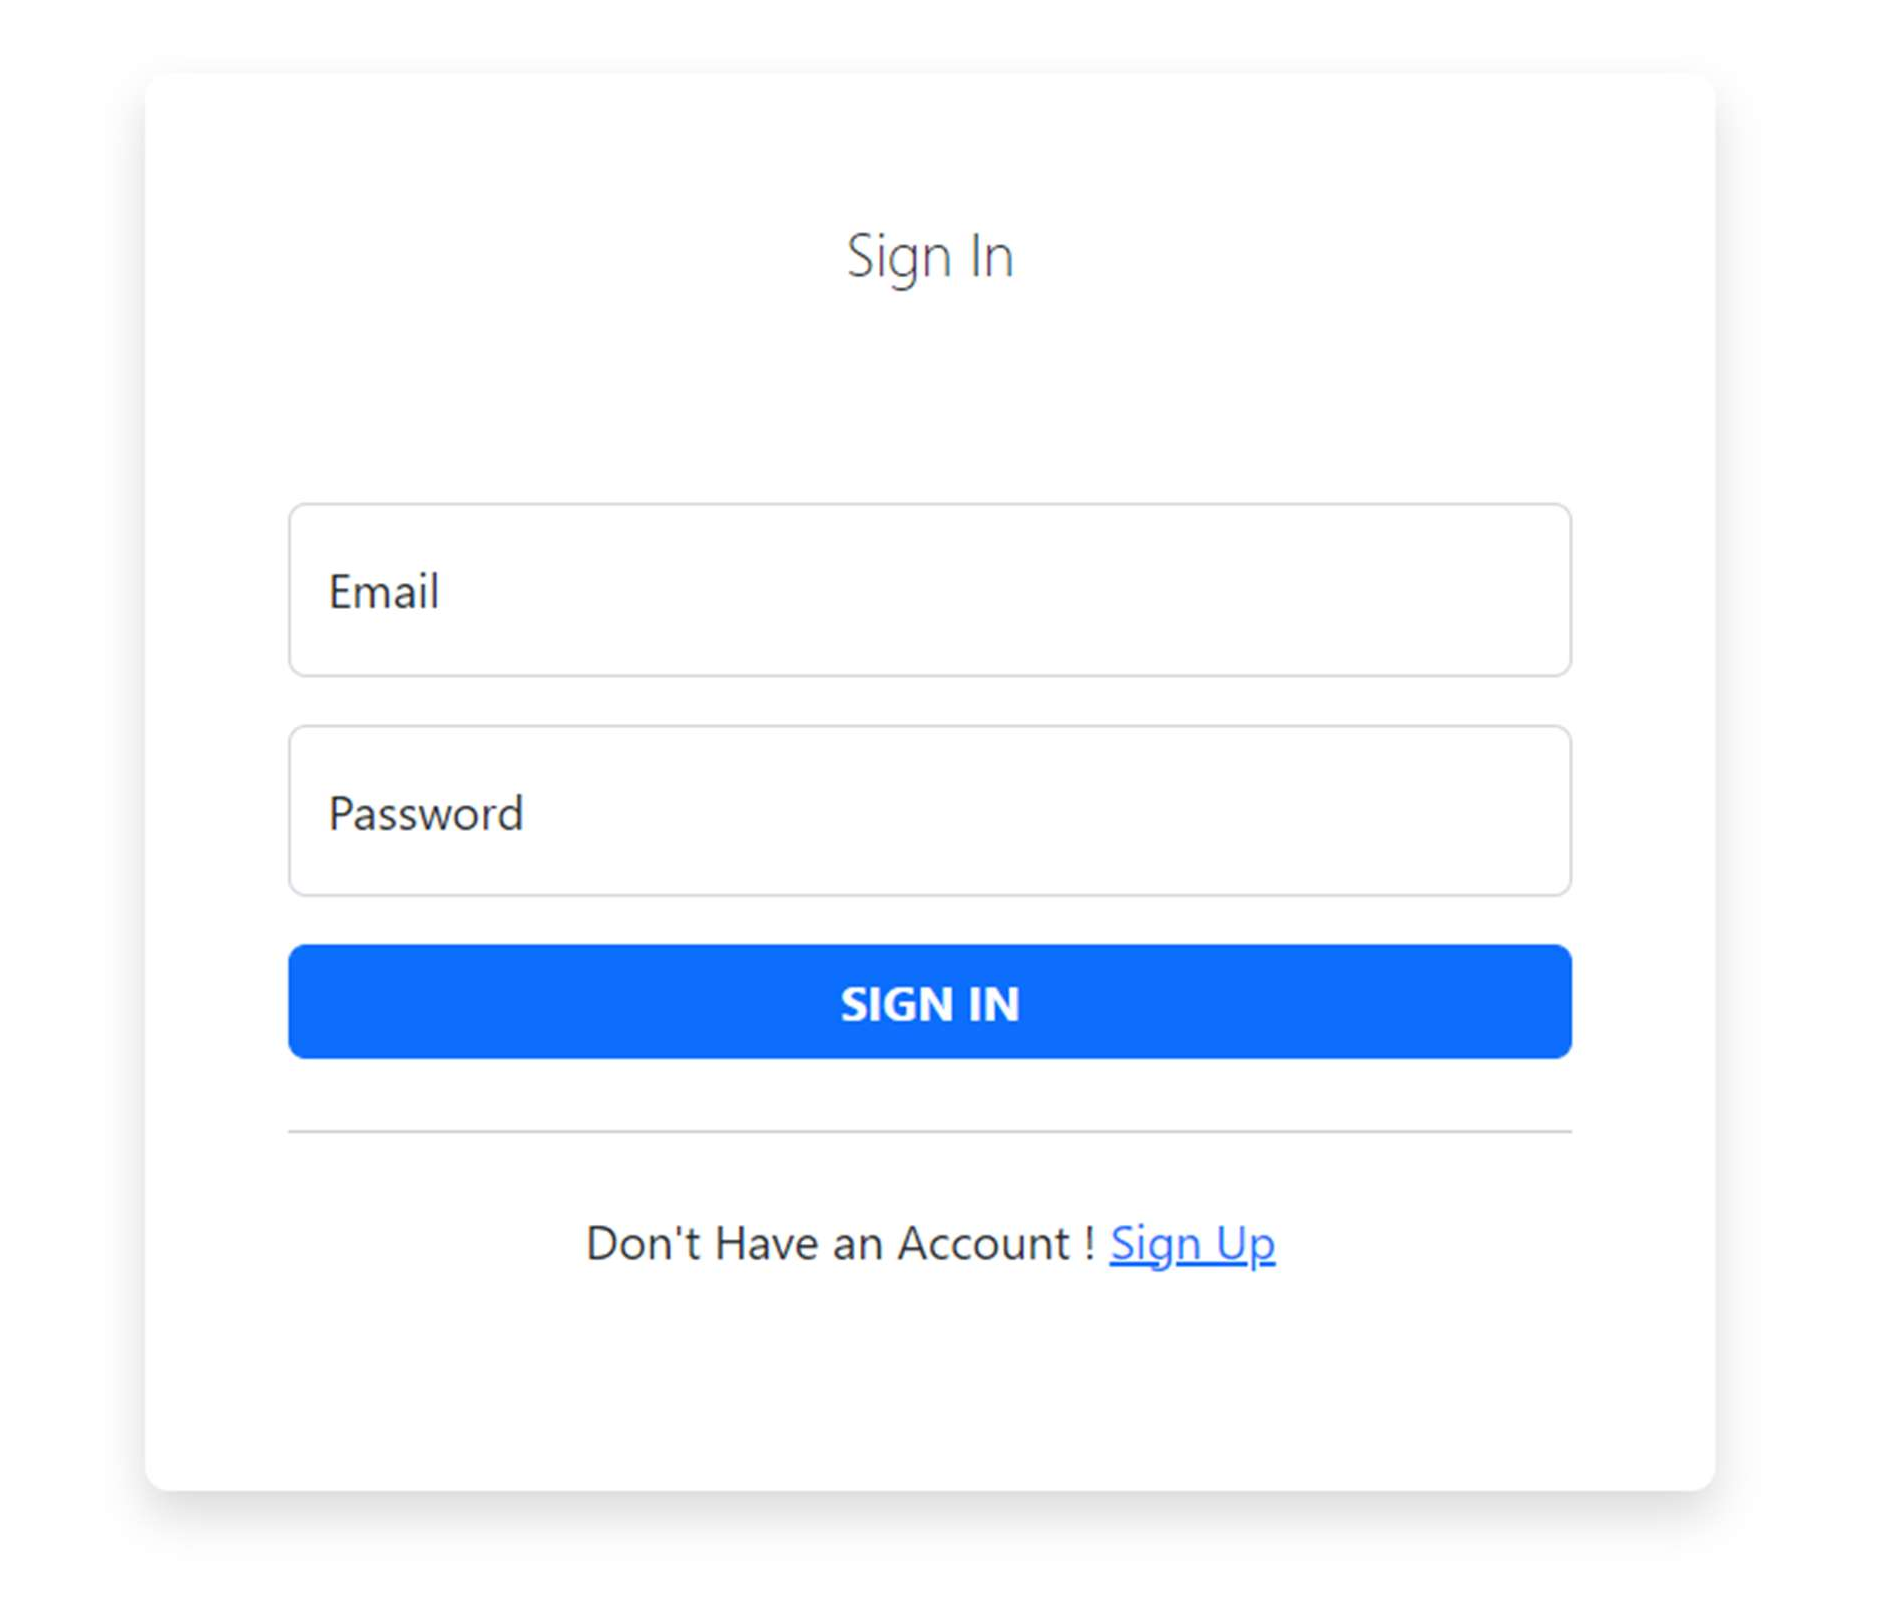 Sign In
Email
Password
SIGN IN
Don't Have an Account ! Sign Up